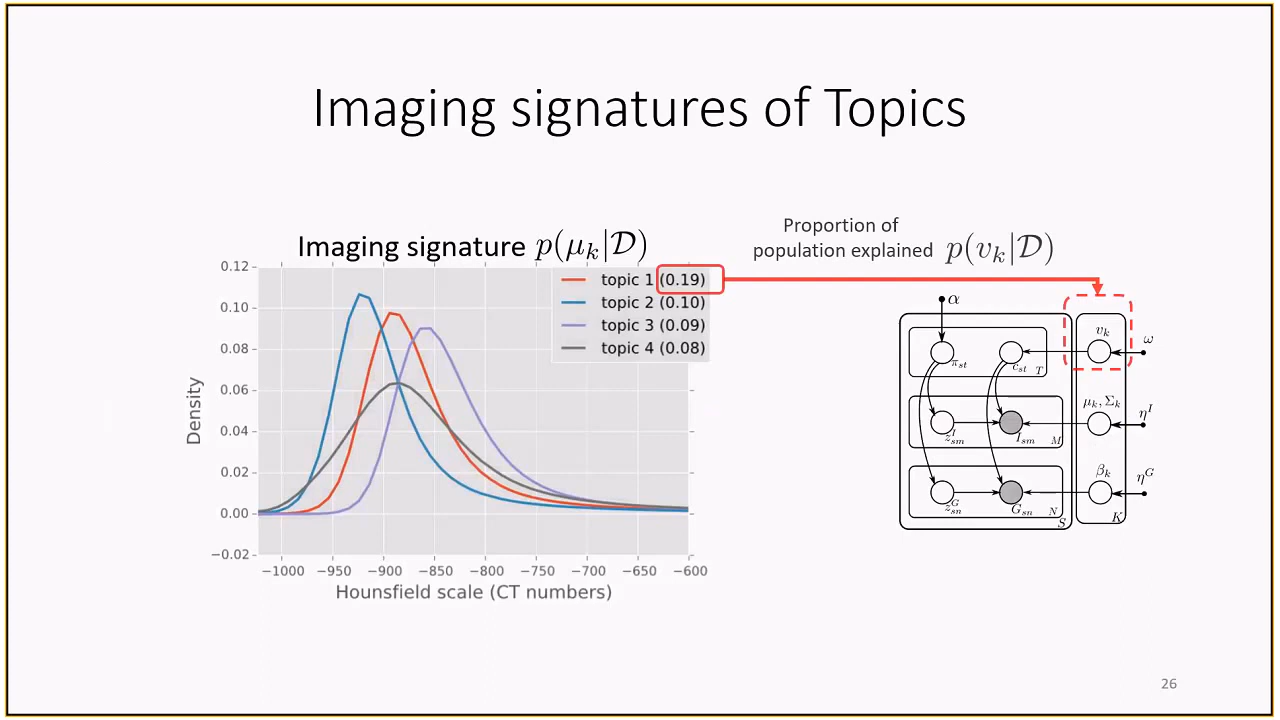 Imaging signatures of Topics
Imaging signature p(μ_k|𝒟)
Proportion of
population explained p(v_k|𝒟)
0.12
0.10
0.08
0.06
0.04
0.02
0.00
−0.02
Density
topic 1 (0.19)
topic 2 (0.10)
topic 3 (0.09)
topic 4 (0.08)
−1000 −950 −900 −850 −800 −750 −700 −650 −600
Hounsfield scale (CT numbers)
α
v_k
ω
π_st
c_st
T
μ_k, Σ_k
η^I
z^I_sm
I_sm
M
β_k
η^G
z^G_sn
G_sn
N
S
K
26